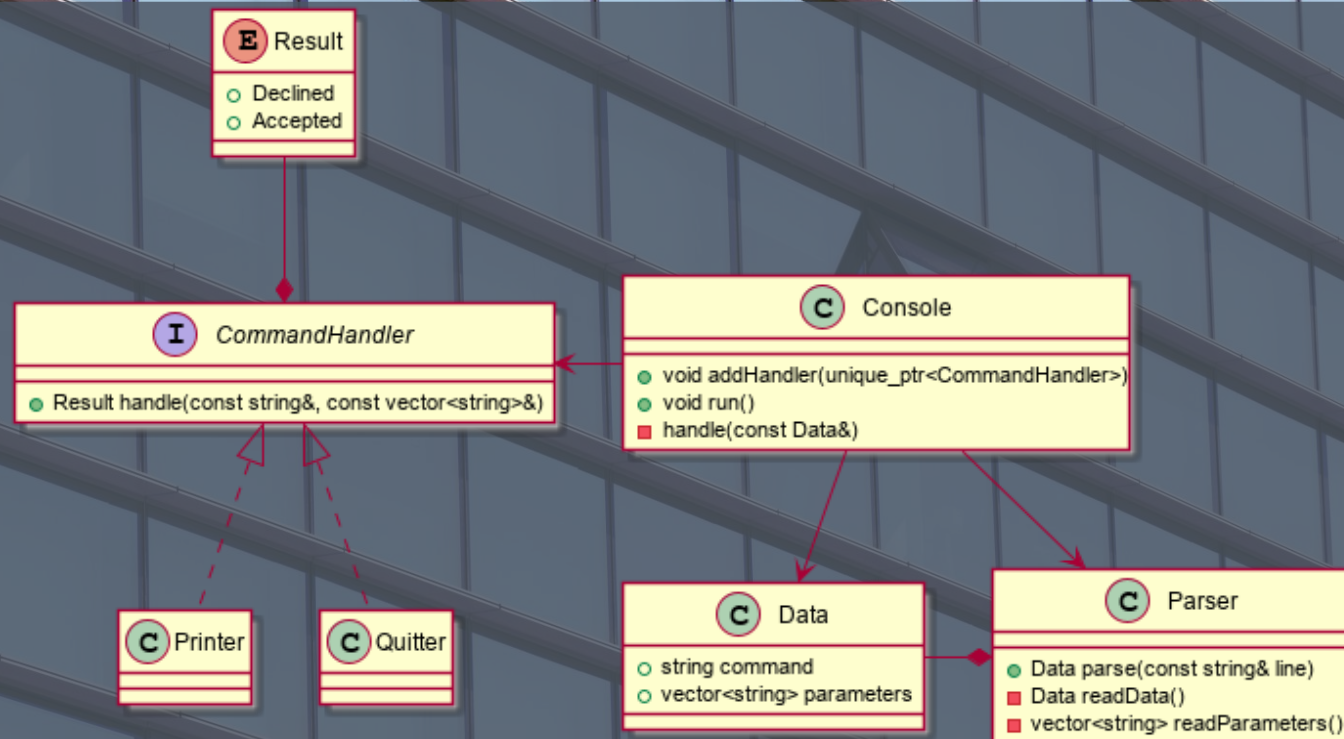 E Result
Declined
Accepted
I CommandHandler
Result handle(const string&, const vector<string>&)
C Console
void addHandler(unique_ptr<CommandHandler>)
void run()
handle(const Data&)
C Printer
C Quitter
C Data
string command
vector<string> parameters
C Parser
Data parse(const string& line)
Data readData()
vector<string> readParameters()